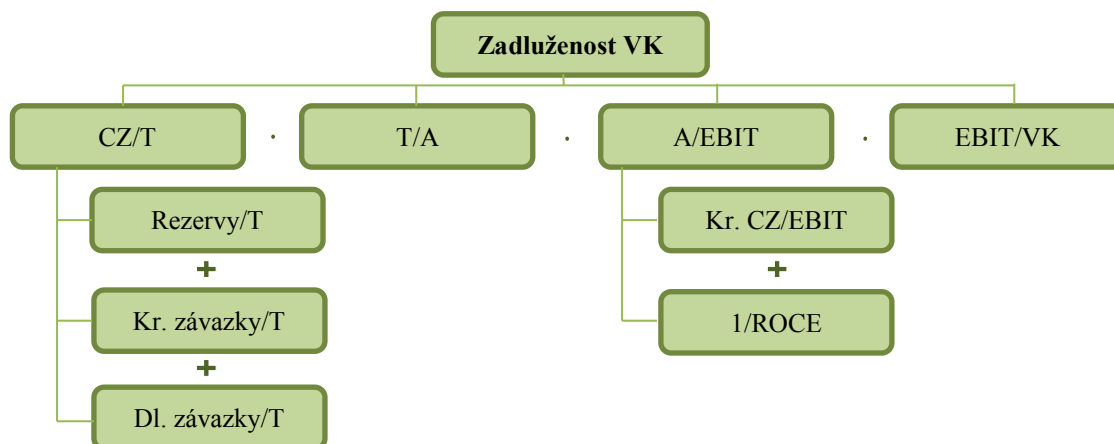 Zadluženost VK
CZ/T · T/A · A/EBIT · EBIT/VK
Rezervy/T
+
Kr. závazky/T
+
Dl. závazky/T
Kr. CZ/EBIT
+
1/ROCE